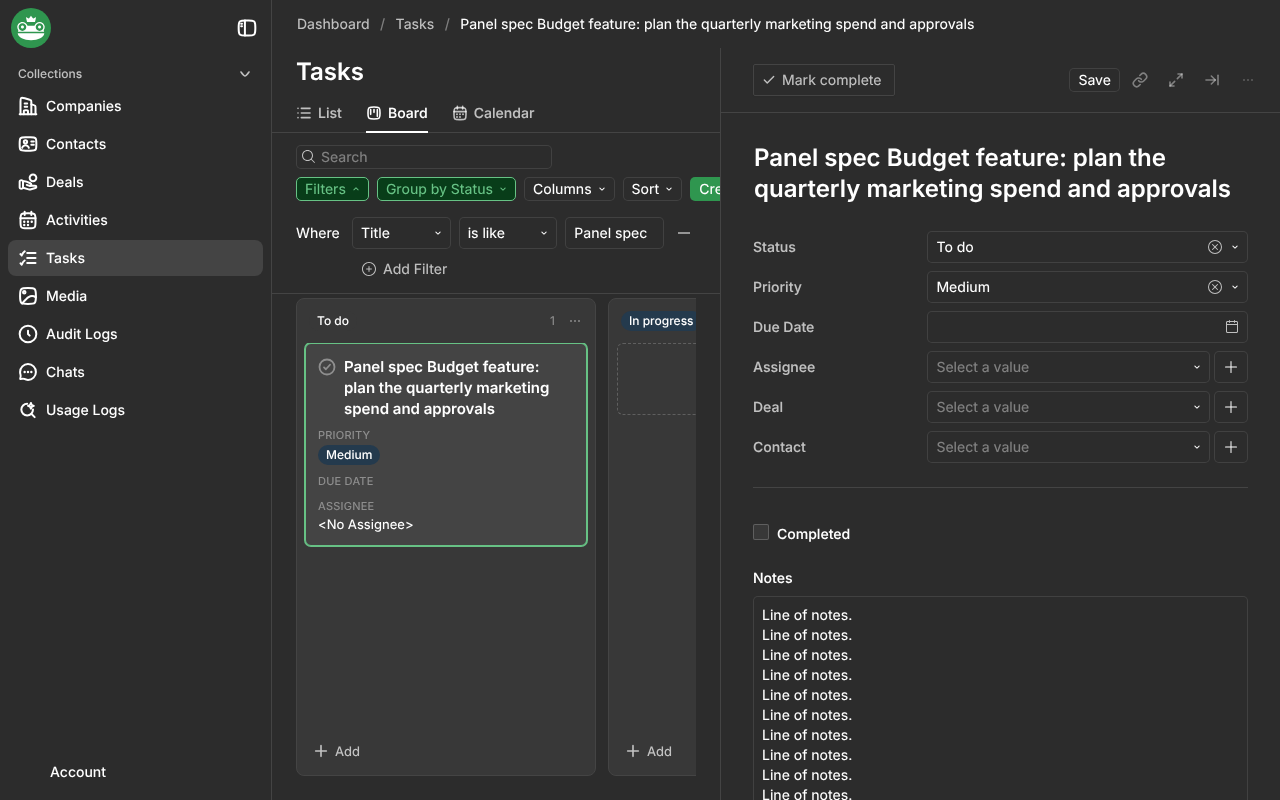 Collections
Companies
Contacts
Deals
Activities
Tasks
Media
Audit Logs
Chats
Usage Logs
Account
Dashboard / Tasks / Panel spec Budget feature: plan the quarterly marketing spend and approvals
Tasks
List Board Calendar
Search
Filters Group by Status Columns Sort Cre
Where Title is like Panel spec
Add Filter
To do 1
Panel spec Budget feature:
plan the quarterly marketing
spend and approvals
PRIORITY
Medium
DUE DATE
ASSIGNEE
<No Assignee>
Add
In progress
Add
Mark complete Save
Panel spec Budget feature: plan the
quarterly marketing spend and approvals
Status To do
Priority Medium
Due Date
Assignee Select a value
Deal Select a value
Contact Select a value
Completed
Notes
Line of notes.
Line of notes.
Line of notes.
Line of notes.
Line of notes.
Line of notes.
Line of notes.
Line of notes.
Line of notes.
Line of notes.